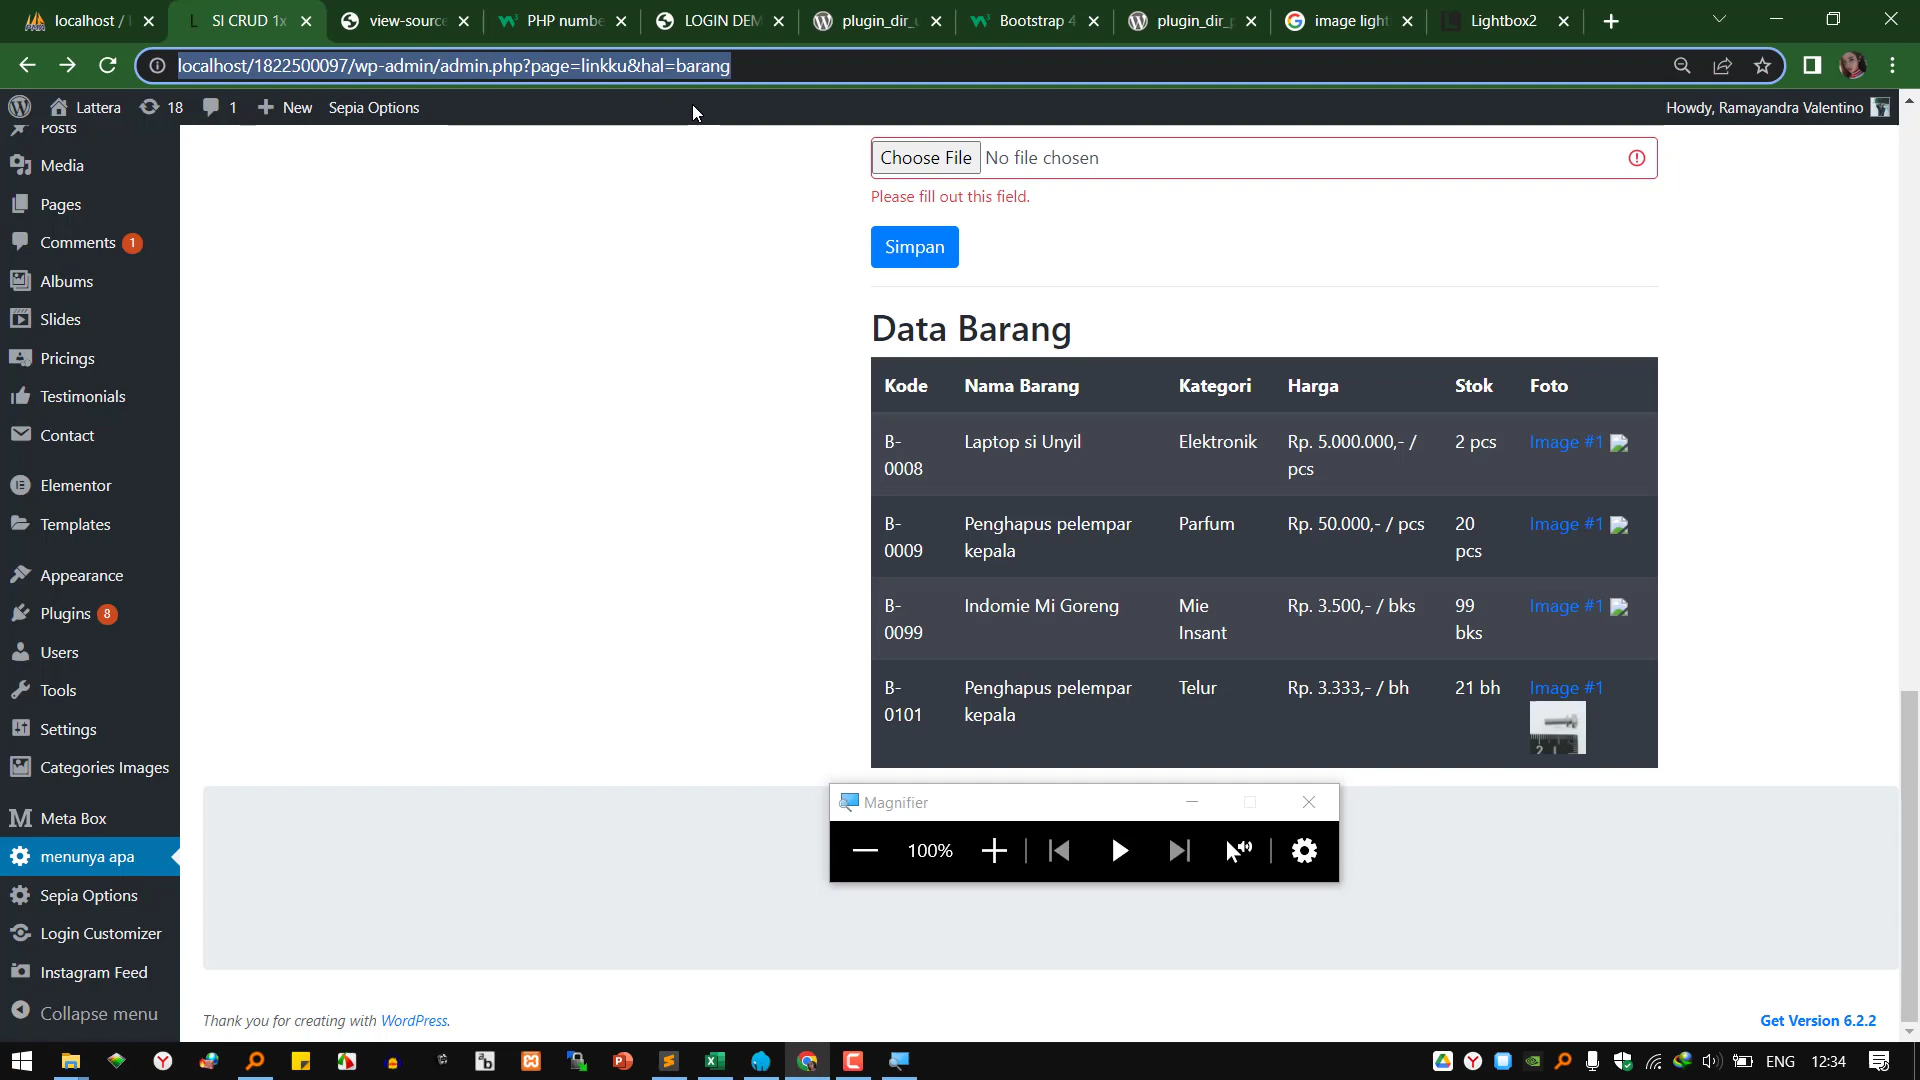 localhost /
SI CRUD 1x
view-source
PHP numbe
LOGIN DEM
plugin_dir_u
Bootstrap 4
plugin_dir_p
image light
Lightbox2
localhost/1822500097/wp-admin/admin.php?page=linkku&hal=barang
Lattera
18
1
New
Sepia Options
Howdy, Ramayandra Valentino
Posts
Media
Pages
Comments 1
Albums
Slides
Pricings
Testimonials
Contact
Elementor
Templates
Appearance
Plugins 8
Users
Tools
Settings
Categories Images
Meta Box
menunya apa
Sepia Options
Login Customizer
Instagram Feed
Collapse menu
Choose File No file chosen
Please fill out this field.
Simpan
Data Barang
Kode Nama Barang Kategori Harga Stok Foto
B-0008 Laptop si Unyil Elektronik Rp. 5.000.000,- / pcs 2 pcs Image #1
B-0009 Penghapus pelempar kepala Parfum Rp. 50.000,- / pcs 20 pcs Image #1
B-0099 Indomie Mi Goreng Mie Insant Rp. 3.500,- / bks 99 bks Image #1
B-0101 Penghapus pelempar kepala Telur Rp. 3.333,- / bh 21 bh Image #1
2 1
Magnifier
100%
Thank you for creating with WordPress.
Get Version 6.2.2
ENG
12:34